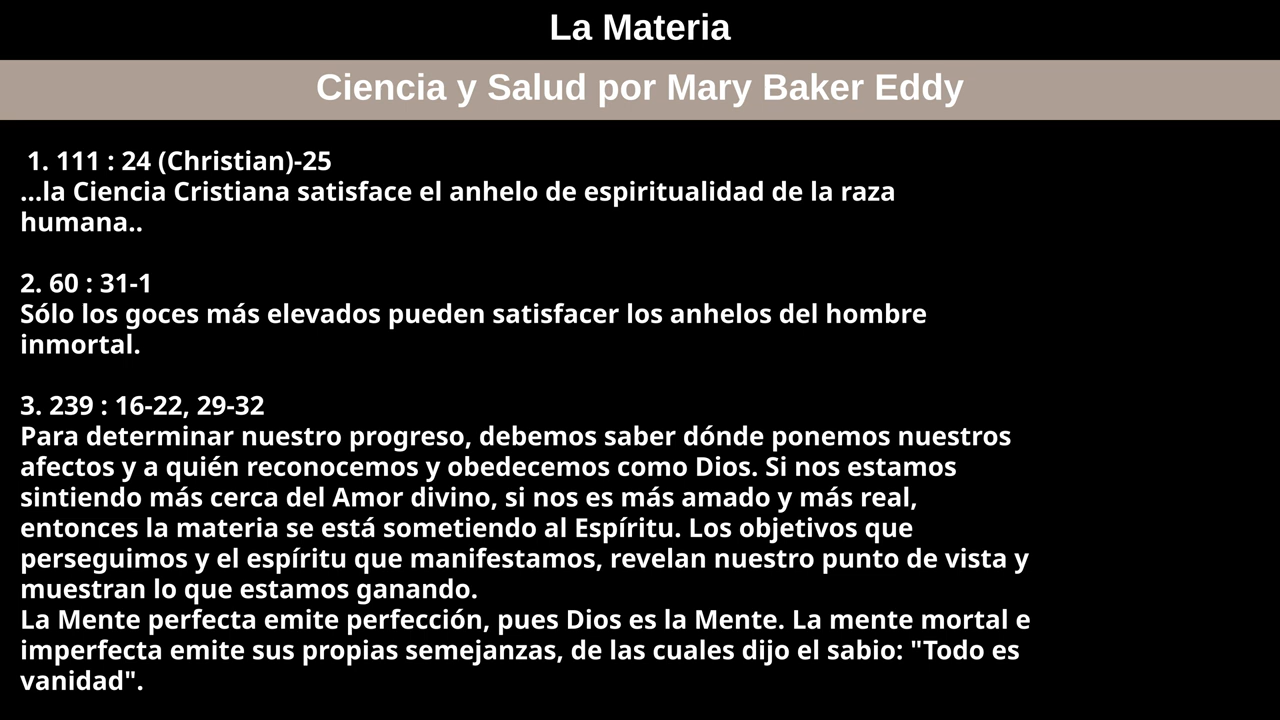 La Materia
Ciencia y Salud por Mary Baker Eddy
1. 111 : 24 (Christian)-25
...la Ciencia Cristiana satisface el anhelo de espiritualidad de la raza
humana..
2. 60 : 31-1
Sólo los goces más elevados pueden satisfacer los anhelos del hombre
inmortal.
3. 239 : 16-22, 29-32
Para determinar nuestro progreso, debemos saber dónde ponemos nuestros
afectos y a quién reconocemos y obedecemos como Dios. Si nos estamos
sintiendo más cerca del Amor divino, si nos es más amado y más real,
entonces la materia se está sometiendo al Espíritu. Los objetivos que
perseguimos y el espíritu que manifestamos, revelan nuestro punto de vista y
muestran lo que estamos ganando.
La Mente perfecta emite perfección, pues Dios es la Mente. La mente mortal e
imperfecta emite sus propias semejanzas, de las cuales dijo el sabio: "Todo es
vanidad".